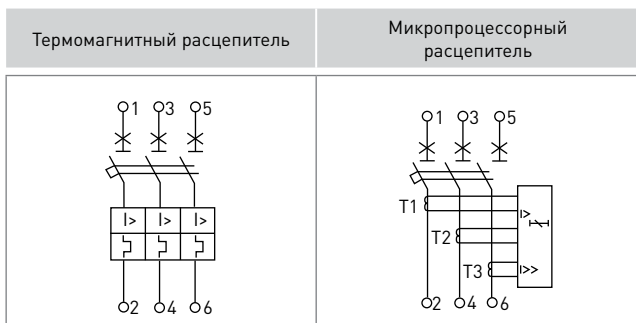 Термомагнитный расцепитель
Микропроцессорный
расцепитель
1 3 5
I> I> I>
2 4 6
1 3 5
T1
I>
T2
T3
I>>
2 4 6